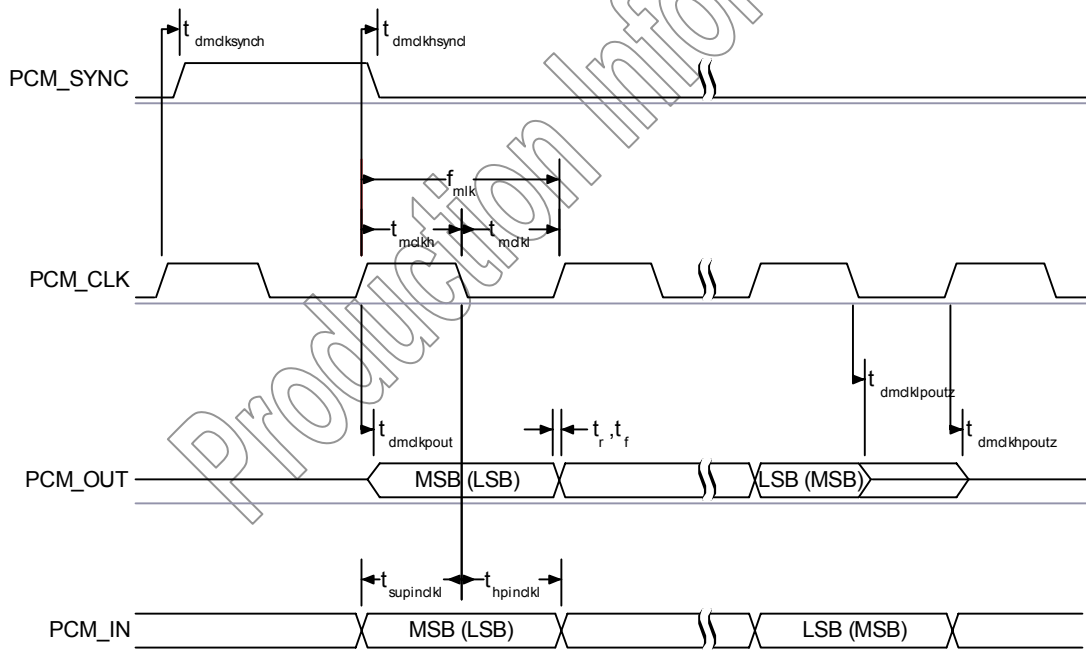 t dmclksynch
t dmclkhsyncl
PCM_SYNC
f mlk
t mclkh
t mclkl
PCM_CLK
t dmclklpoutz
t dmclkpout
t r ,t f
t dmclkhpoutz
PCM_OUT
MSB (LSB)
LSB (MSB)
t supinclkl
t hpinclkl
PCM_IN
MSB (LSB)
LSB (MSB)
Production Infor